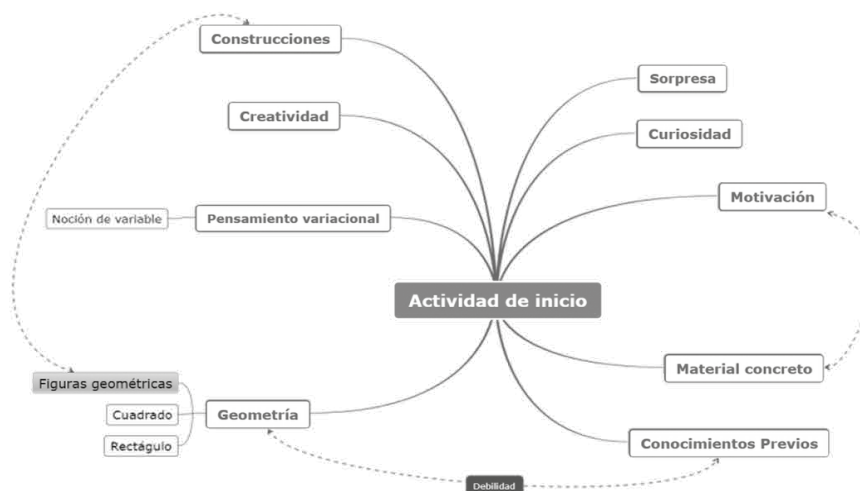 Construcciones
Sorpresa
Creatividad
Curiosidad
Motivación
Noción de variable
Pensamiento variacional
Actividad de inicio
Material concreto
Figuras geométricas
Cuadrado
Geometría
Rectágulo
Conocimientos Previos
Debilidad